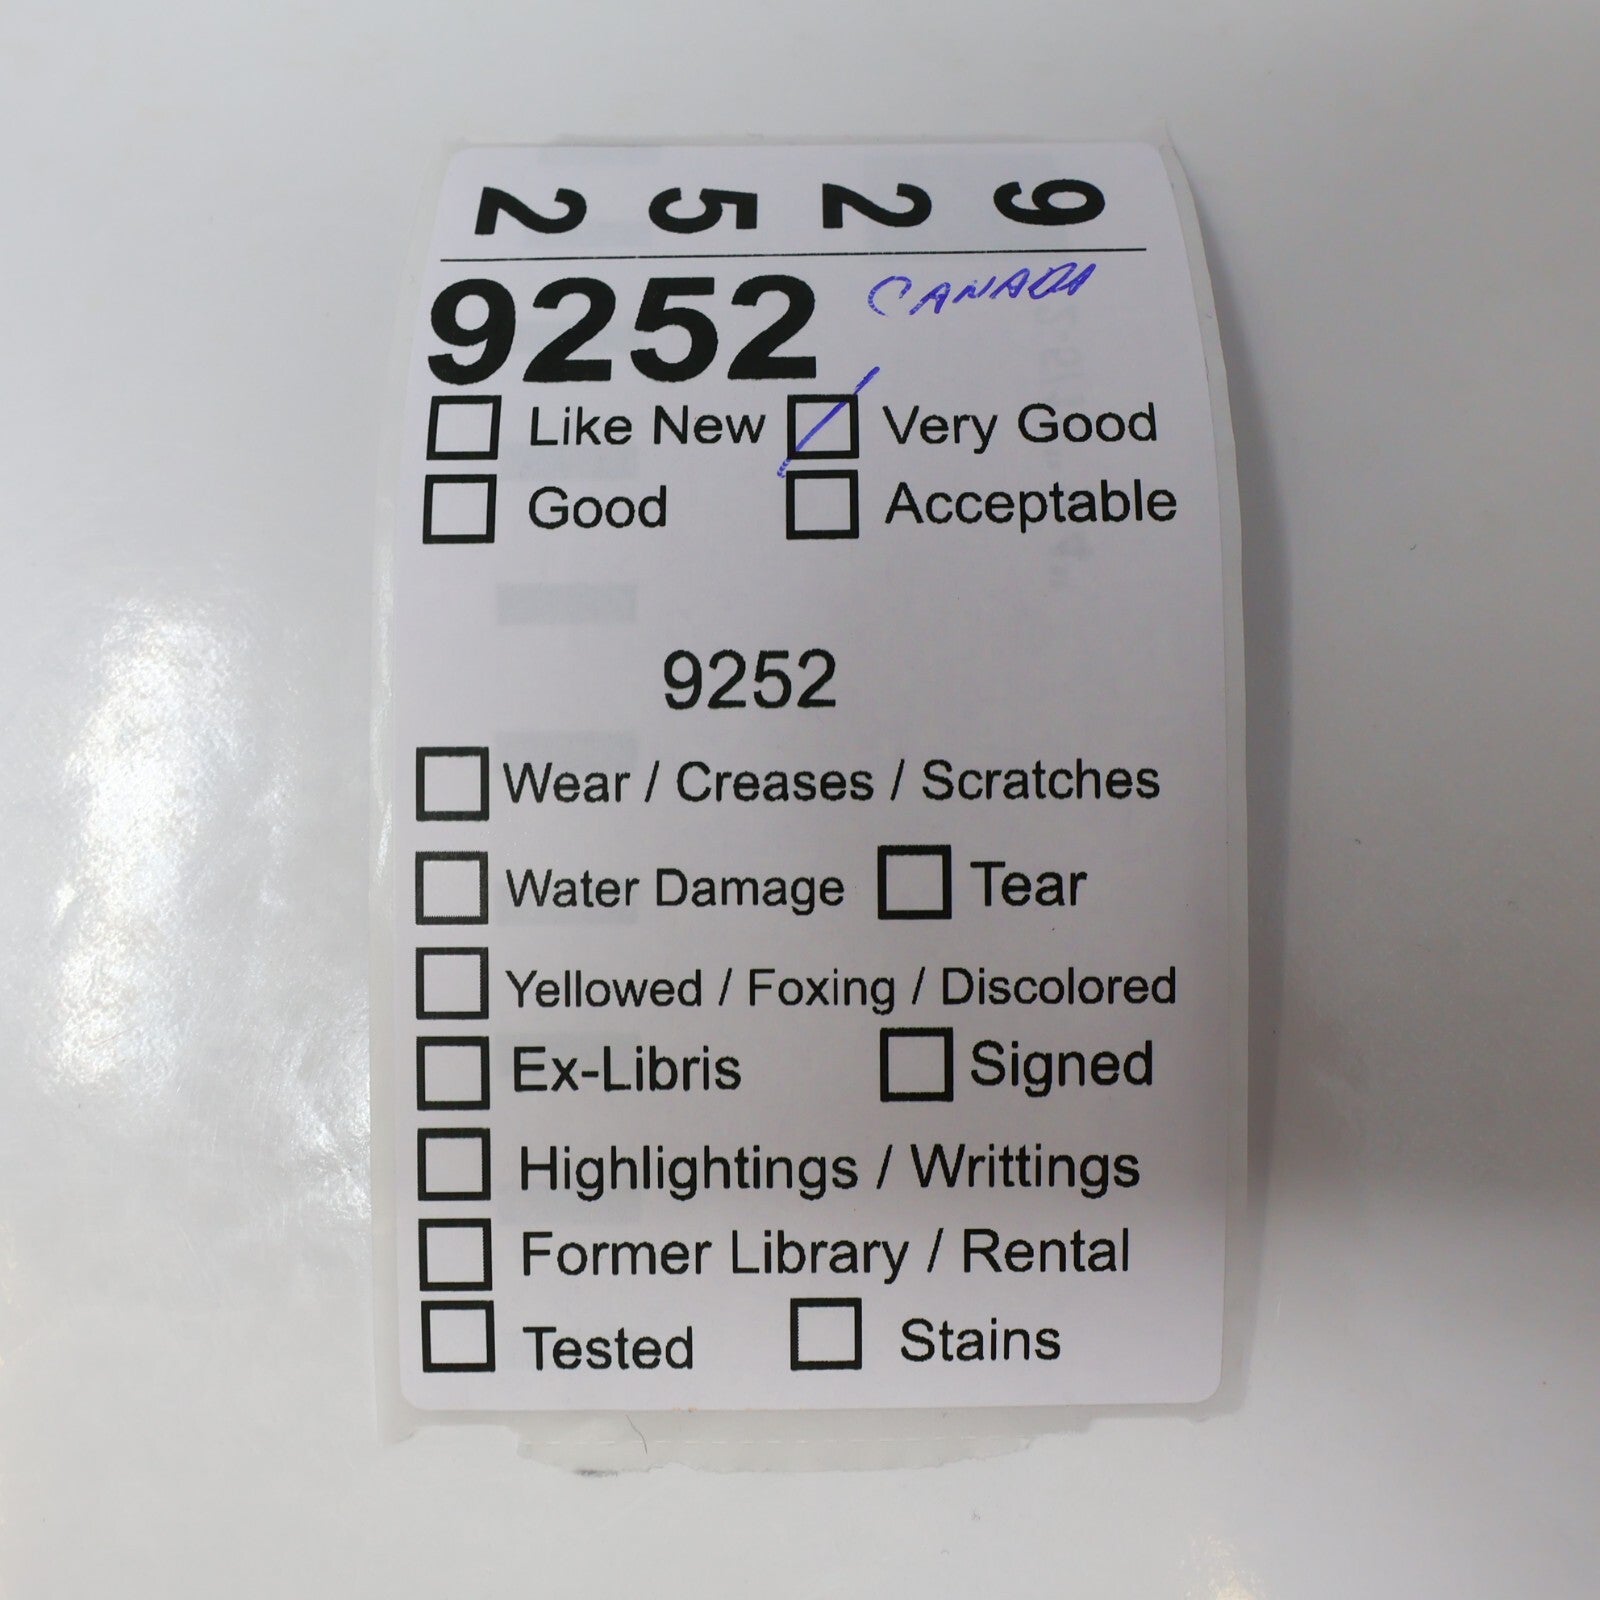 2 5 2 9
9252 CANADA
Like New Very Good
Good Acceptable
9252
Wear / Creases / Scratches
Water Damage Tear
Yellowed / Foxing / Discolored
Ex-Libris Signed
Highlightings / Writtings
Former Library / Rental
Tested Stains